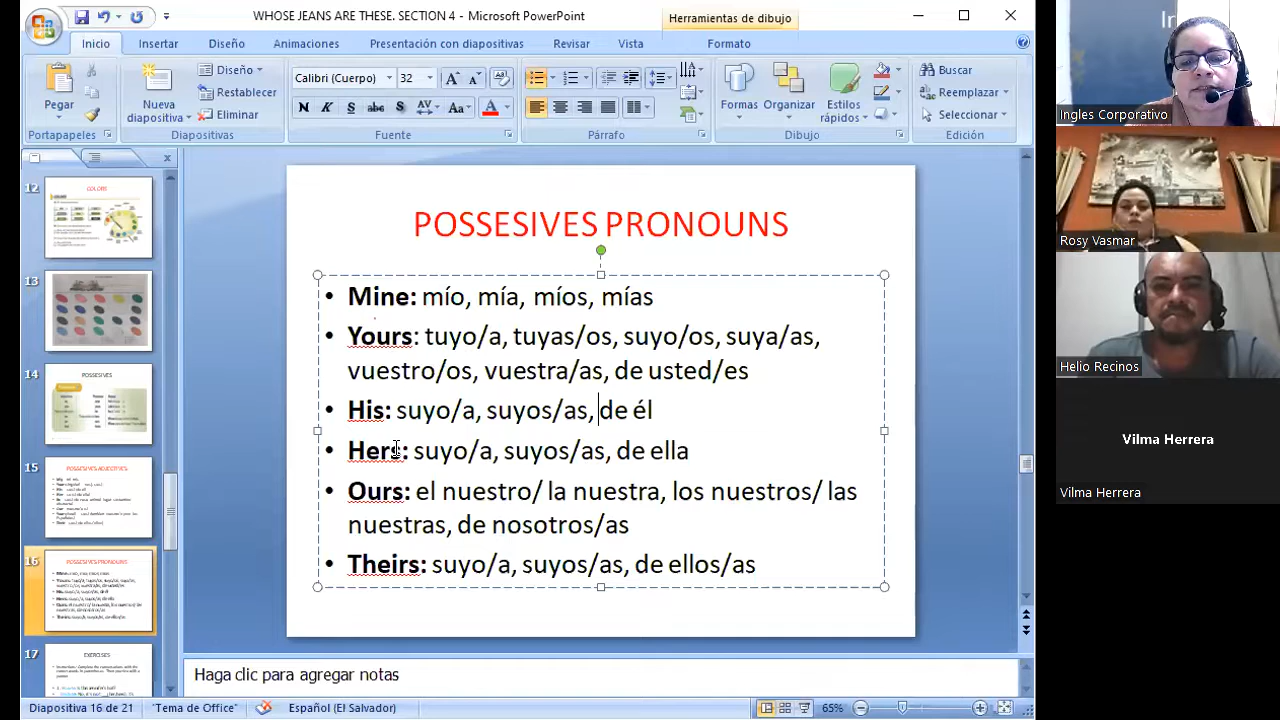 WHOSE JEANS ARE THESE. SECTION 4 - Microsoft PowerPoint
Herramientas de dibujo
Inicio Insertar Diseño Animaciones Presentación con diapositivas Revisar Vista Formato
Pegar
Nueva diapositiva
Diseño
Restablecer
Eliminar
Calibri (Cuerpo) 32
Formas Organizar Estilos rápidos
Buscar
Reemplazar
Seleccionar
Portapapeles Diapositivas Fuente Párrafo Dibujo Edición
12
COLORS
13
14
POSSESIVES
15
POSSESIVES ADJECTIVES
16
POSSESIVES PRONOUNS
17
EXERCISES
POSSESIVES PRONOUNS
• Mine: mío, mía, míos, mías
• Yours: tuyo/a, tuyas/os, suyo/os, suya/as,
vuestro/os, vuestra/as, de usted/es
• His: suyo/a, suyos/as, de él
• Hers: suyo/a, suyos/as, de ella
Ours: el nuestro/ la nuestra, los nuestros/ las
nuestras, de nosotros/as
• Theirs: suyo/a, suyos/as, de ellos/as
Haga clic para agregar notas
Diapositiva 16 de 21 "Tema de Office" Español (El Salvador) 65%
Ingles Corporativo
Rosy Vasmar
Helio Recinos
Vilma Herrera
Vilma Herrera